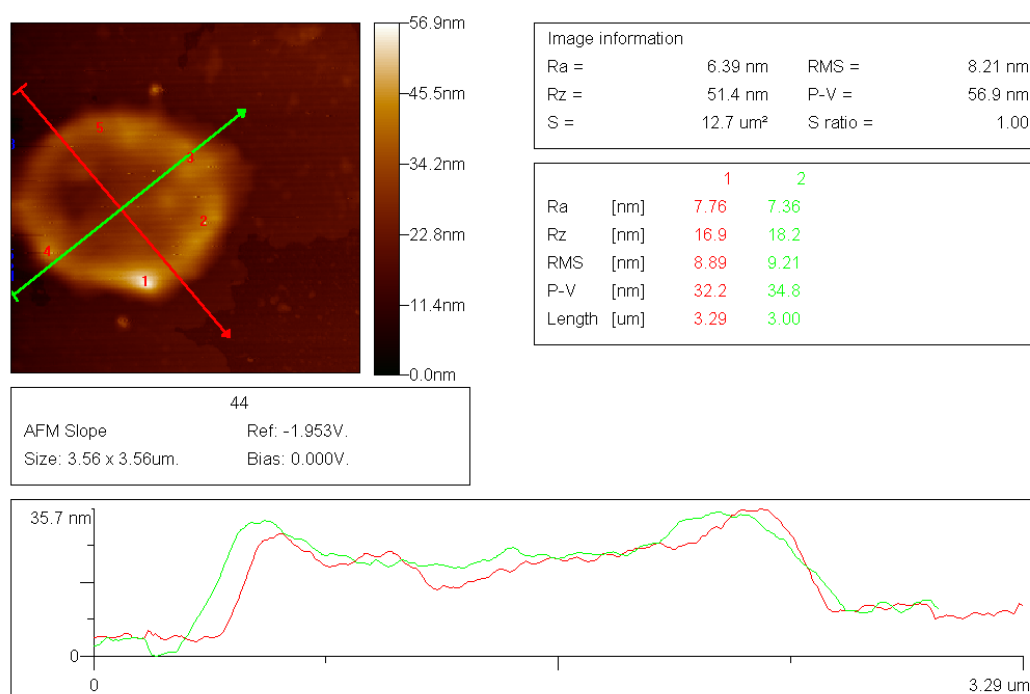 56.9nm
45.5nm
34.2nm
22.8nm
11.4nm
0.0nm
5
3
2
4
1
Image information
Ra = 6.39 nm RMS = 8.21 nm
Rz = 51.4 nm P-V = 56.9 nm
S = 12.7 um² S ratio = 1.00
1 2
Ra [nm] 7.76 7.36
Rz [nm] 16.9 18.2
RMS [nm] 8.89 9.21
P-V [nm] 32.2 34.8
Length [um] 3.29 3.00
44
AFM Slope Ref: -1.953V.
Size: 3.56 x 3.56um. Bias: 0.000V.
35.7 nm
0
0 3.29 um